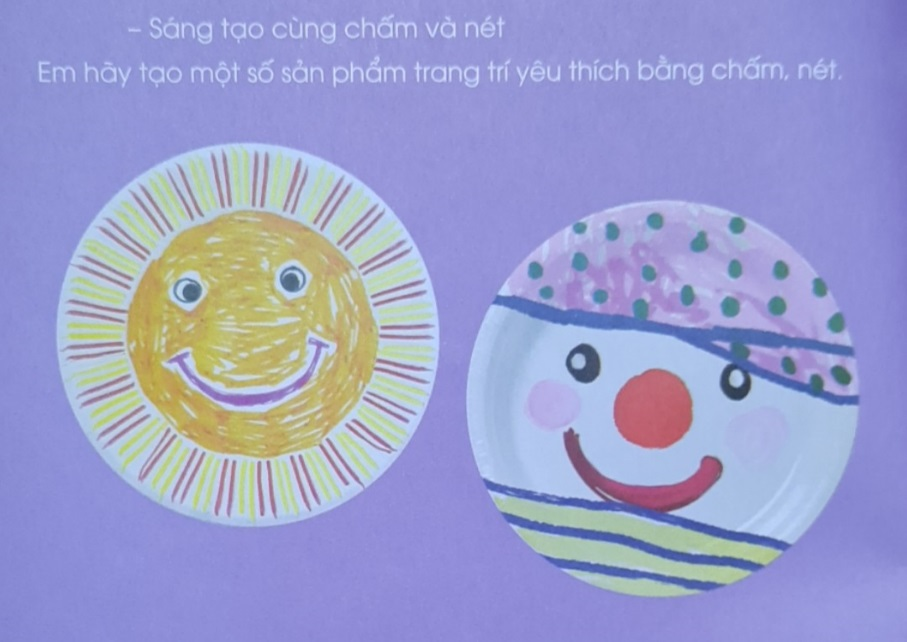 – Sáng tạo cùng chấm và nét
Em hãy tạo một số sản phẩm trang trí yêu thích bằng chấm, nét.